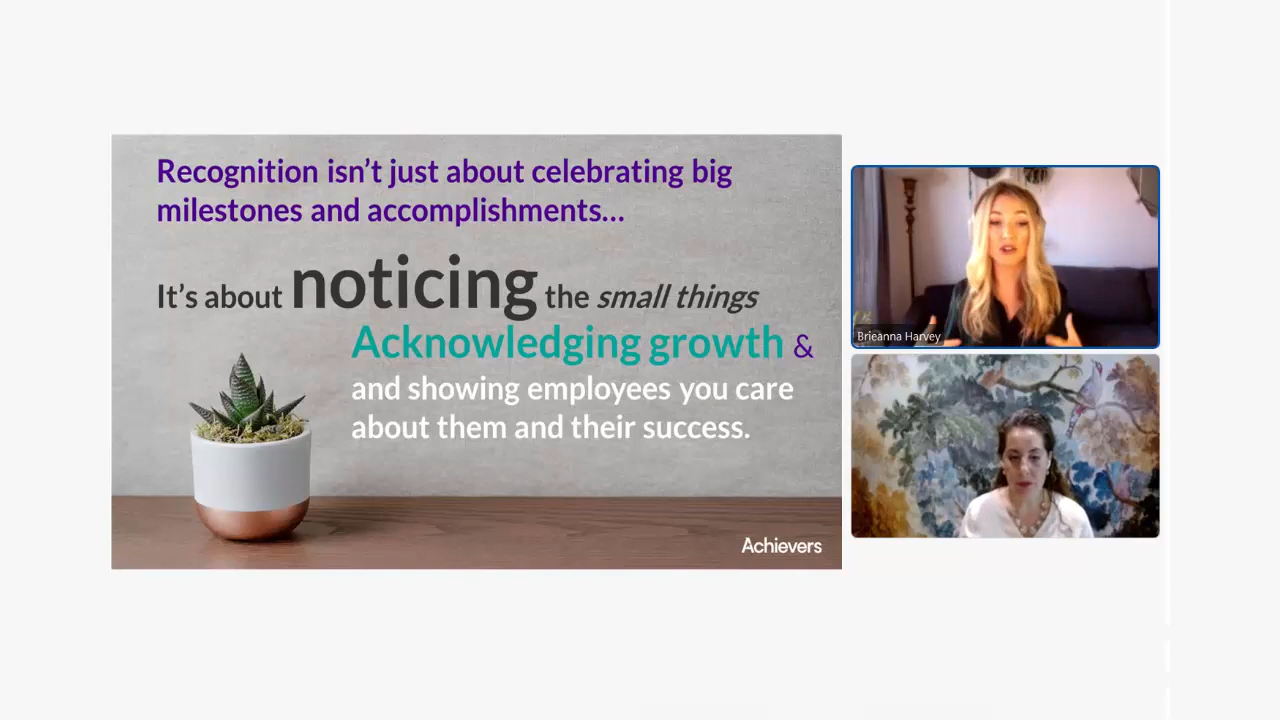 Recognition isn’t just about celebrating big
milestones and accomplishments...
It’s about noticing the small things
Acknowledging growth &
and showing employees you care
about them and their success.
Achievers
Brieanna Harvey